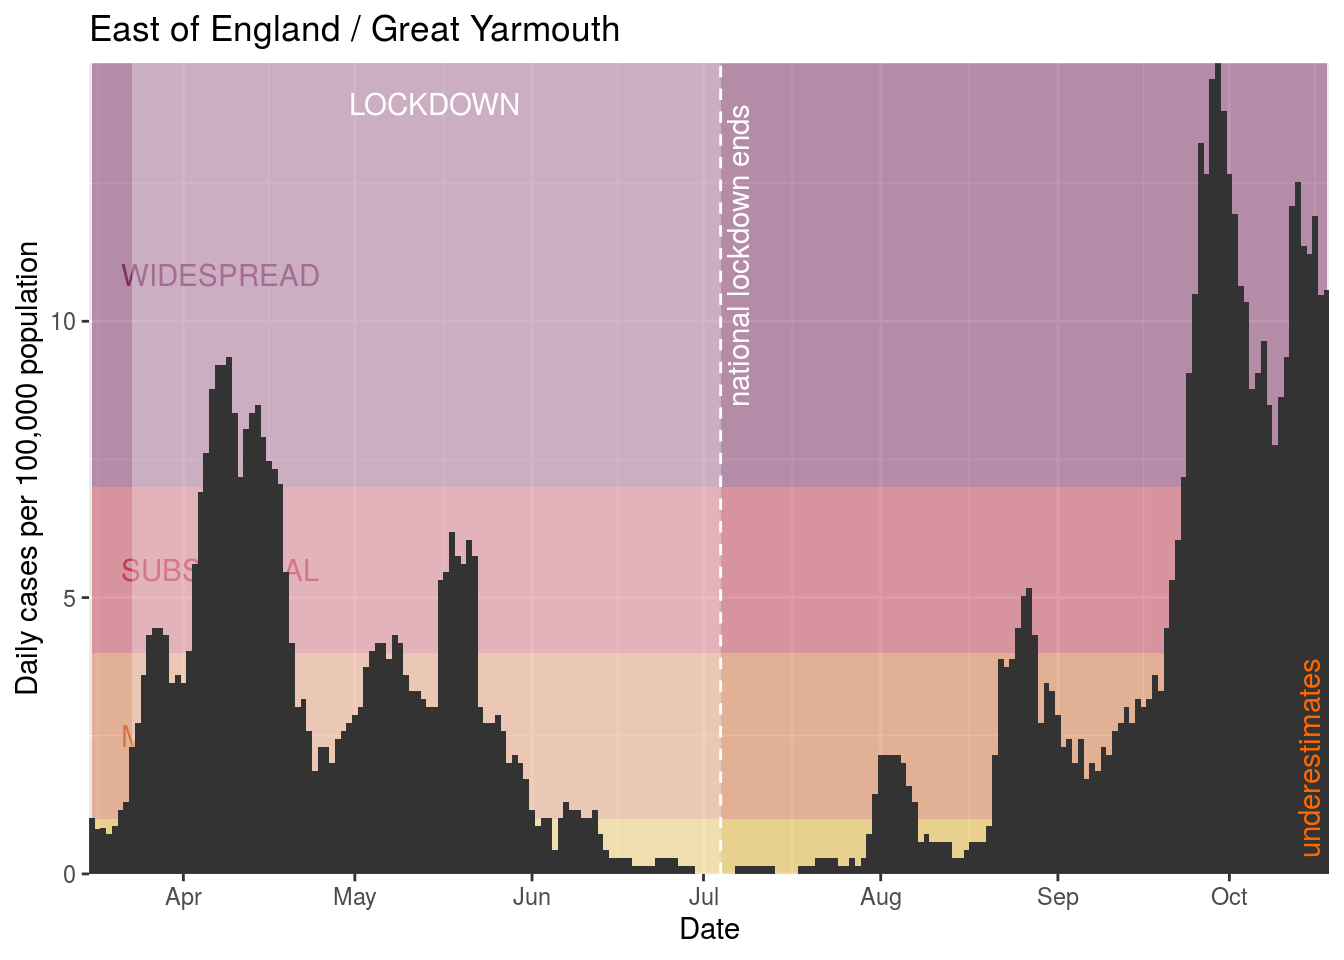 East of England / Great Yarmouth
LOCKDOWN
national lockdown ends
WIDESPREAD
Daily cases per 100,000 population
10
5
0
underestimates
Apr
May
Jun
Jul
Aug
Sep
Oct
Date